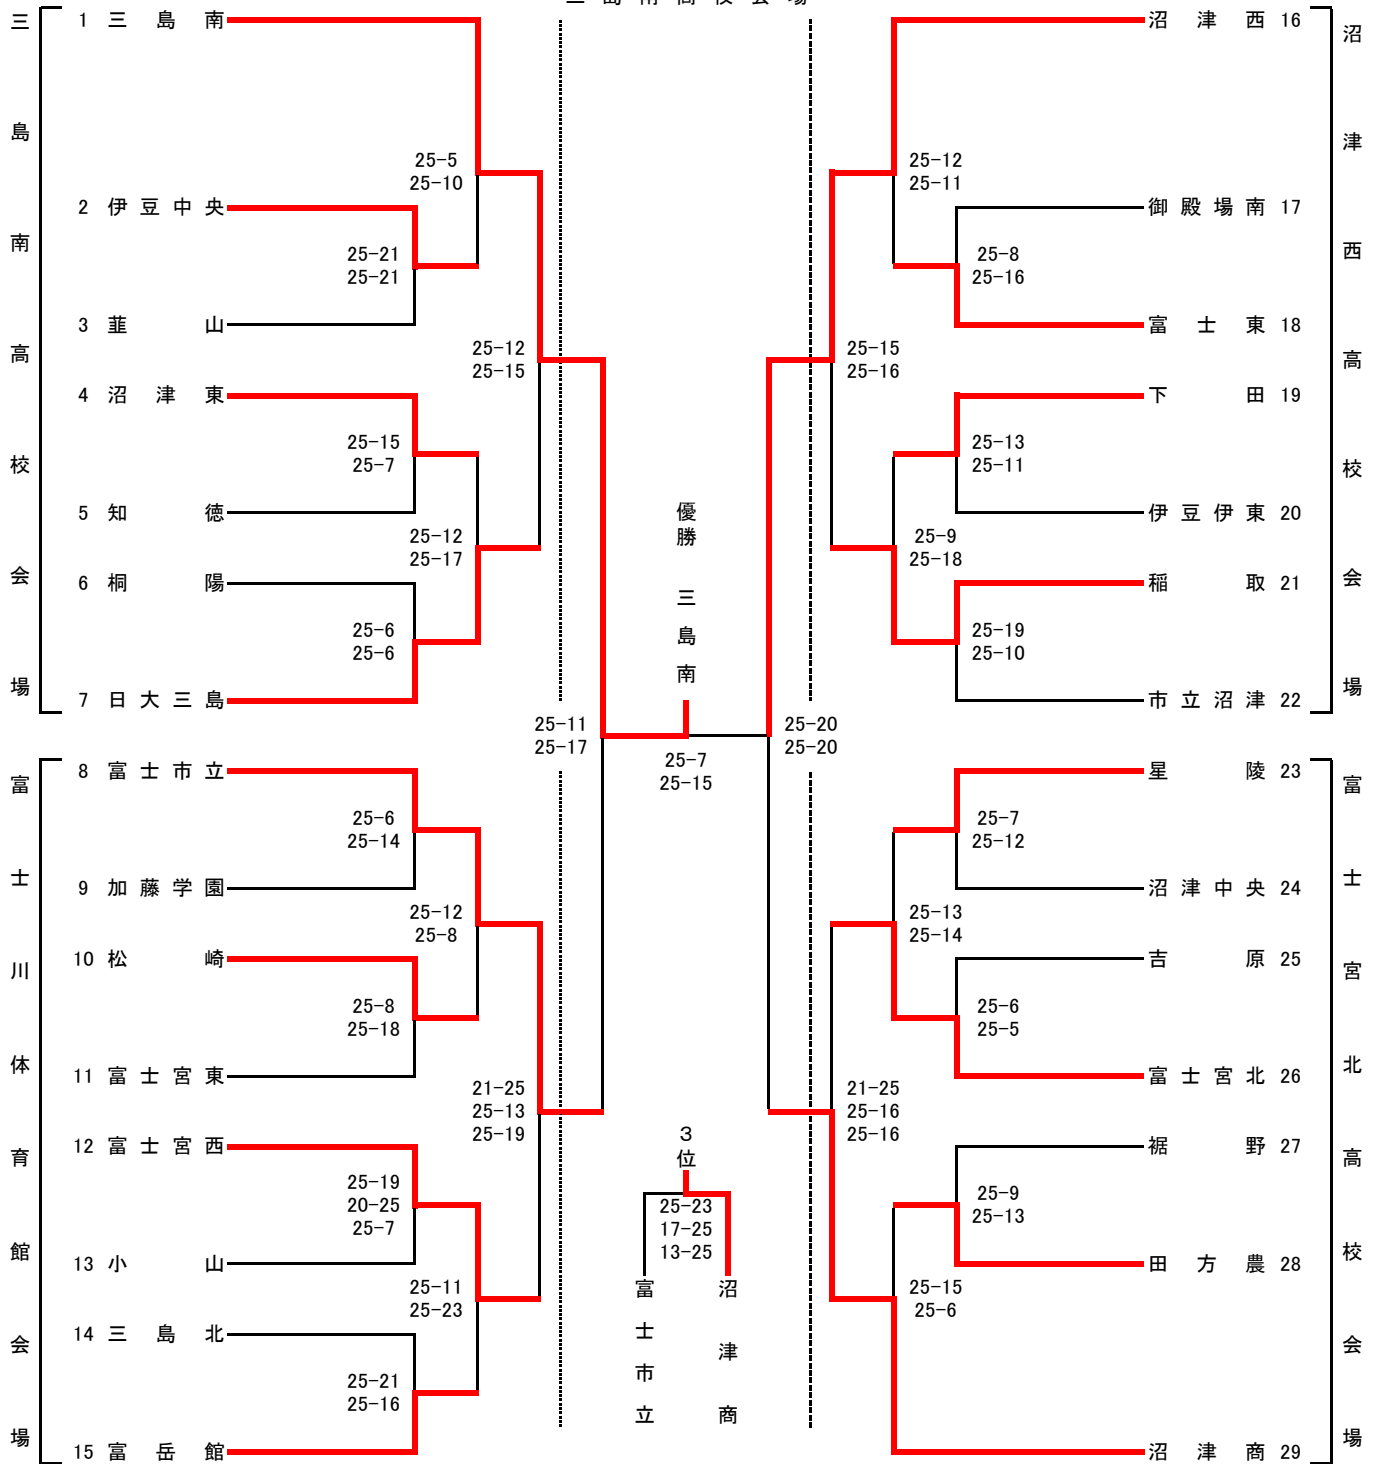 三島南高校会場
三島南高校会場
1 三島南
2 伊豆中央
3 韮山
4 沼津東
5 知徳
6 桐陽
7 日大三島
25-5
25-10
25-21
25-21
25-12
25-15
25-15
25-7
25-12
25-17
25-6
25-6
富士川体育館会場
8 富士市立
9 加藤学園
10 松崎
11 富士宮東
12 富士宮西
13 小山
14 三島北
15 富岳館
25-6
25-14
25-12
25-8
25-8
25-18
21-25
25-13
25-19
25-19
20-25
25-7
25-11
25-23
25-21
25-16
25-11
25-17
優勝 三島南
25-7
25-15
25-20
25-20
3位
25-23
17-25
13-25
富士市立
沼津商
沼津西高校会場
沼津西 16
御殿場南 17
富士東 18
下田 19
伊豆伊東 20
稲取 21
市立沼津 22
25-12
25-11
25-8
25-16
25-15
25-16
25-13
25-11
25-9
25-18
25-19
25-10
富士宮北高校会場
星陵 23
沼津中央 24
吉原 25
富士宮北 26
裾野 27
田方農 28
沼津商 29
25-7
25-12
25-13
25-14
25-6
25-5
21-25
25-16
25-16
25-9
25-13
25-15
25-6